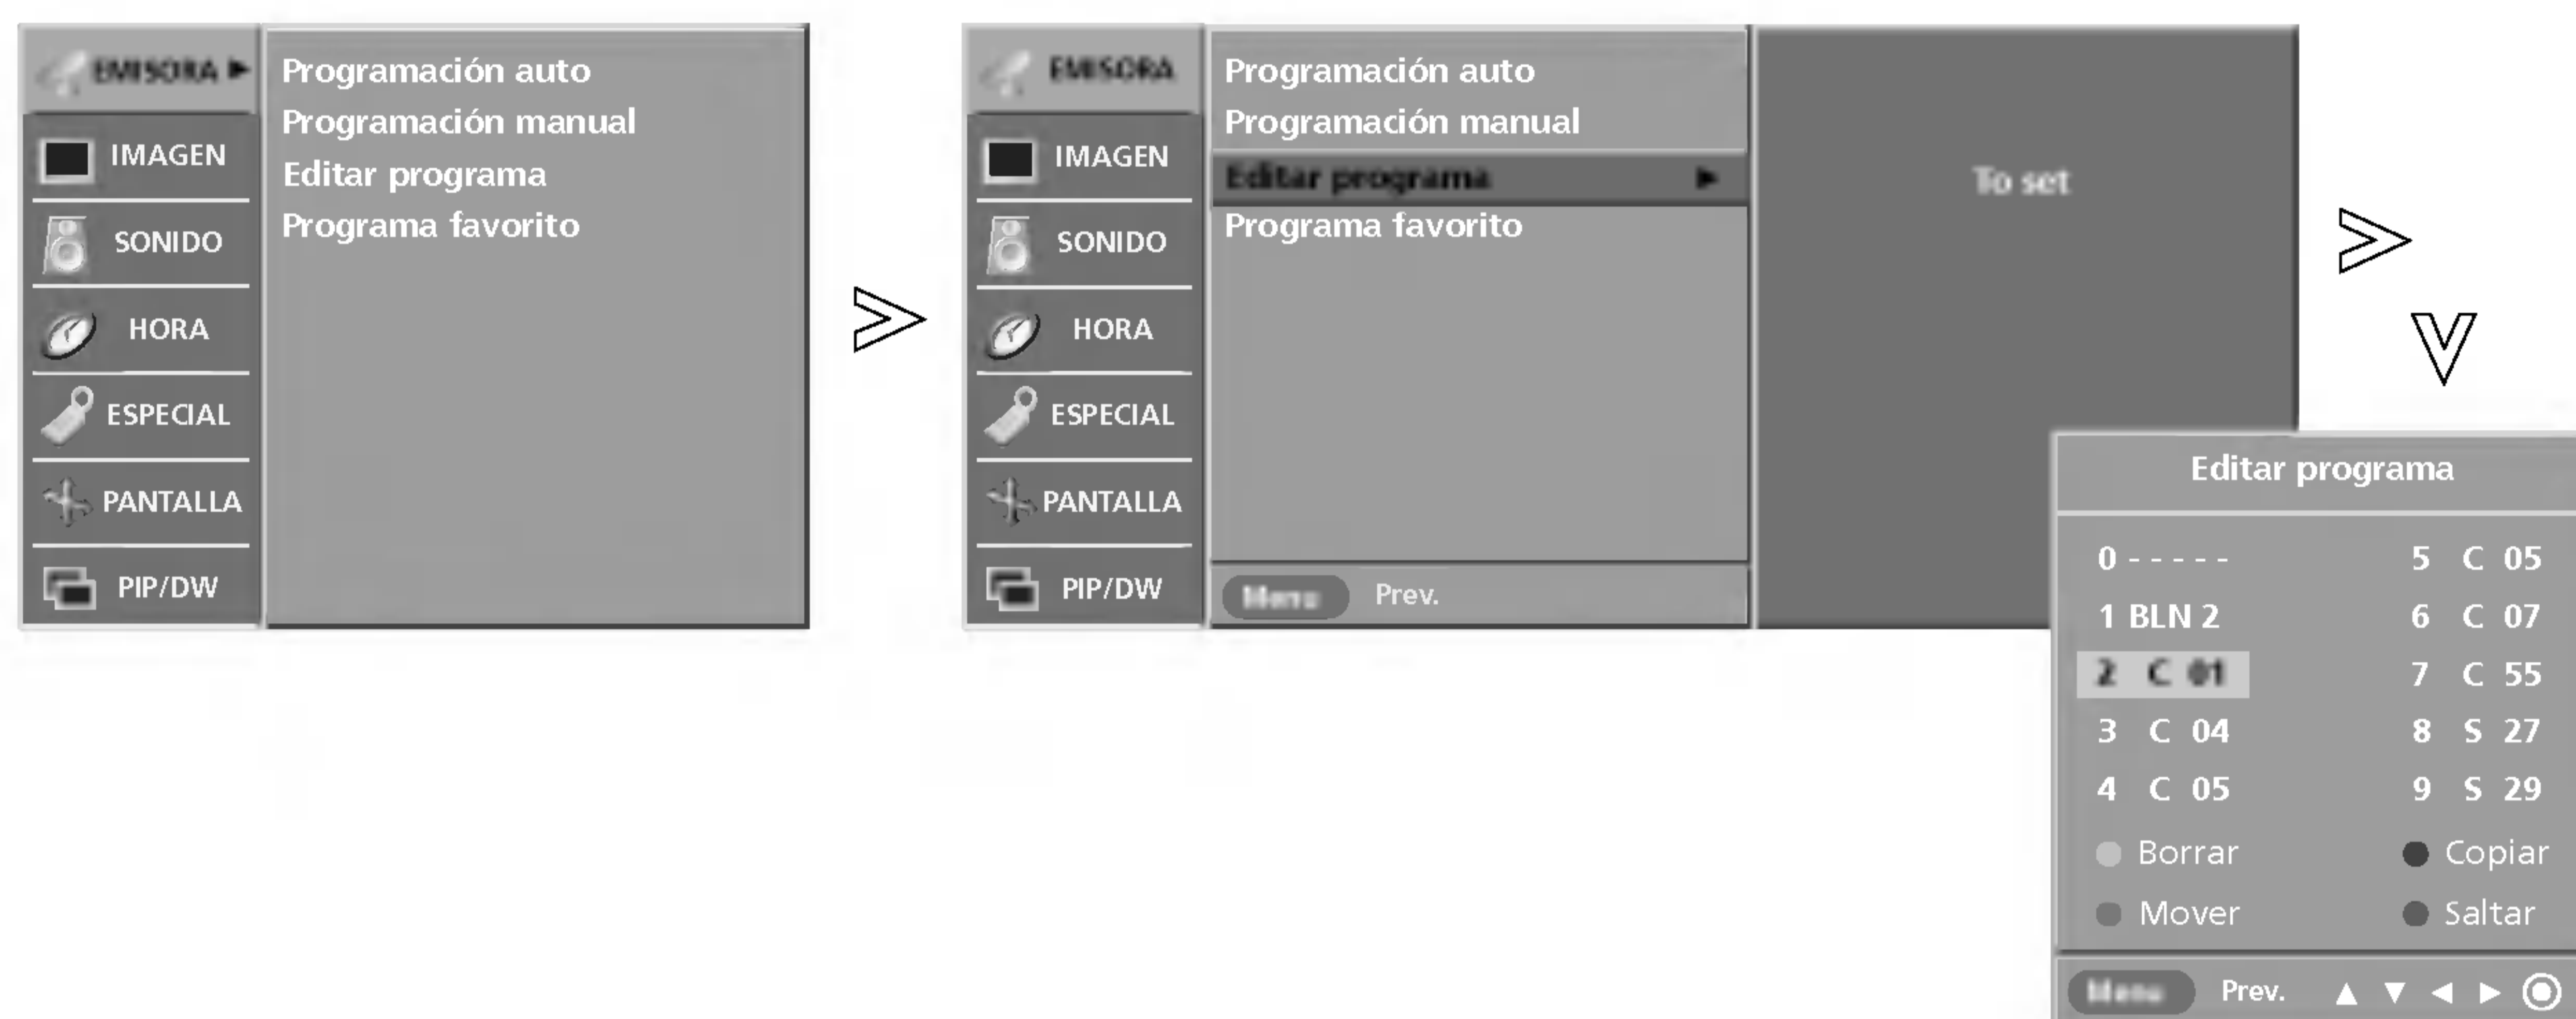 EMISORA ►
IMAGEN
SONIDO
HORA
ESPECIAL
PANTALLA
PIP/DW
Programación auto
Programación manual
Editar programa
Programa favorito
EMISORA
IMAGEN
SONIDO
HORA
ESPECIAL
PANTALLA
PIP/DW
Programación auto
Programación manual
Editar programa ►
Programa favorito
Menu Prev.
To set
Editar programa
0 - - - - -
1 BLN 2
2 C 01
3 C 04
4 C 05
5 C 05
6 C 07
7 C 55
8 S 27
9 S 29
Borrar
Copiar
Mover
Saltar
Menu Prev. ▲ ▼ ◄ ►